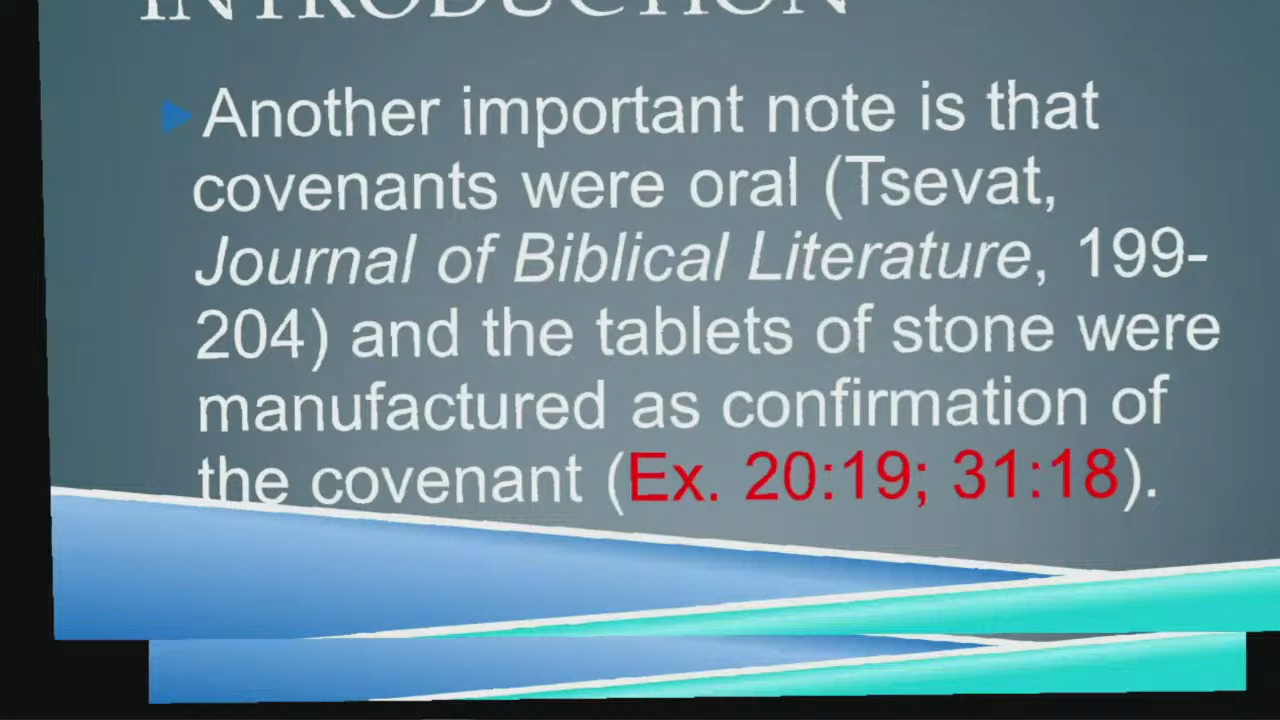 INTRODUCTION
Another important note is that
covenants were oral (Tsevat,
Journal of Biblical Literature, 199-
204) and the tablets of stone were
manufactured as confirmation of
the covenant (Ex. 20:19; 31:18).